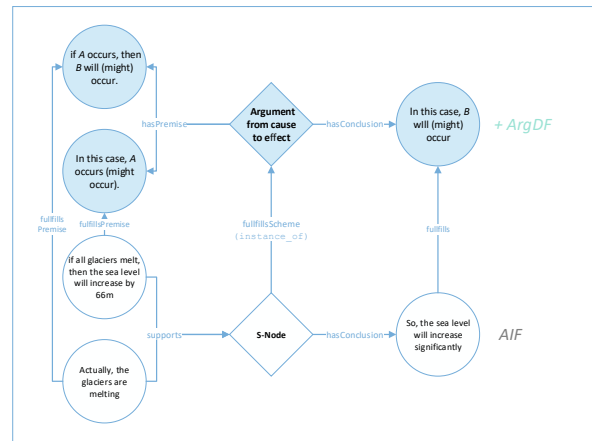 if A occurs, then
B will (might)
occur.
Argument
from cause
to effect
In this case, B
will (might)
occur
+ ArgDF
hasPremise
hasConclusion
In this case, A
occurs (might
occur).
fullfills
Premise
fulfillsPremise
fullfillsScheme
(instance_of)
fullfills
if all glaciers melt,
then the sea level
will increase by
66m
supports
S-Node
hasConclusion
So, the sea level
will increase
significantly
AIF
Actually, the
glaciers are
melting